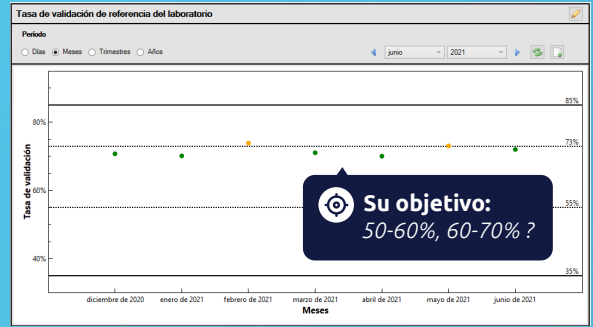 Tasa de validación de referencia del laboratorio
Período
Días Meses Trimestres Años
junio 2021
85%
80%
73%
60%
55%
40%
35%
Tasa de validación
Su objetivo:
50-60%, 60-70% ?
diciembre de 2020 enero de 2021 febrero de 2021 marzo de 2021 abril de 2021 mayo de 2021 junio de 2021
Meses